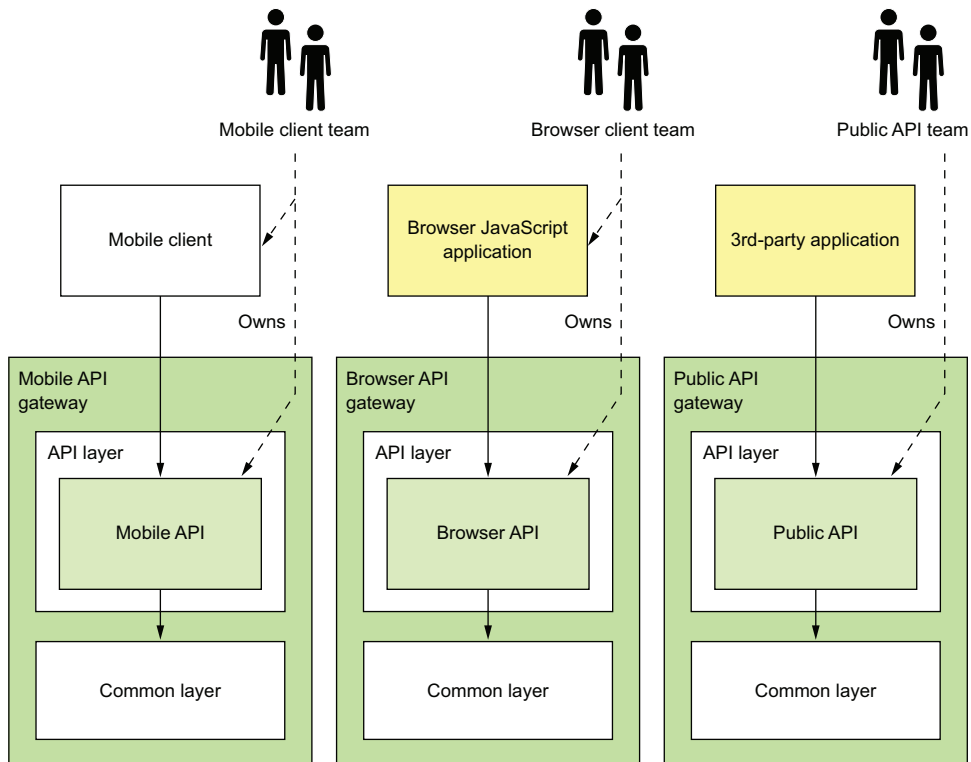 Mobile client team
Browser client team
Public API team
Mobile client
Browser JavaScript
application
3rd-party application
Owns
Owns
Owns
Mobile API
gateway
Browser API
gateway
Public API
gateway
API layer
API layer
API layer
Mobile API
Browser API
Public API
Common layer
Common layer
Common layer